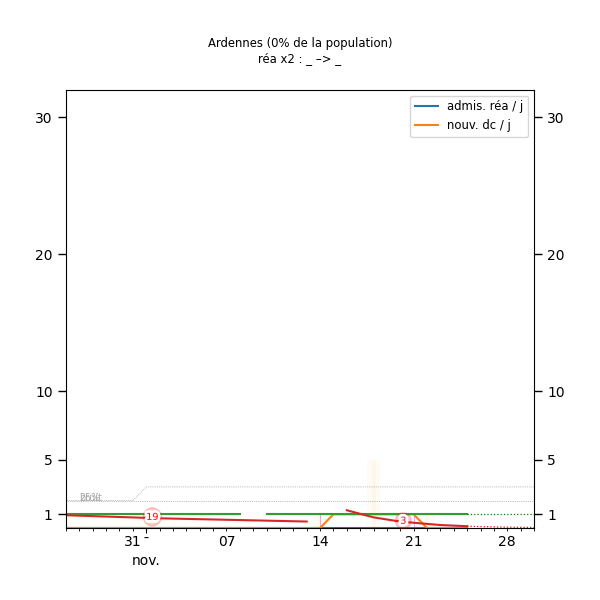 Ardennes (0% de la population)
réa x2 : _ –> _
admis. réa / j
nouv. dc / j
30 30
20 20
10 10
5 5
1 1
19
3
31 07 14 21 28
nov.